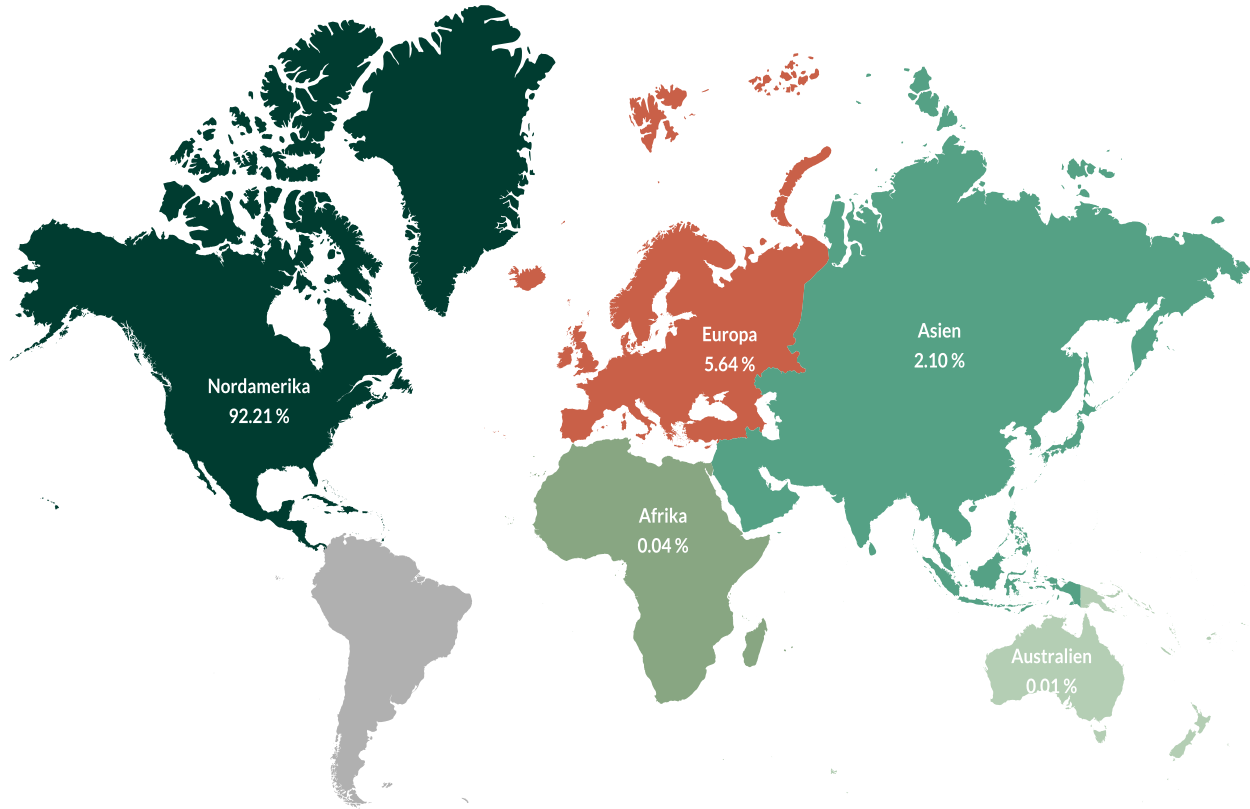 Nordamerika
92.21 %
Europa
5.64 %
Asien
2.10 %
Afrika
0.04 %
Australien
0.01 %